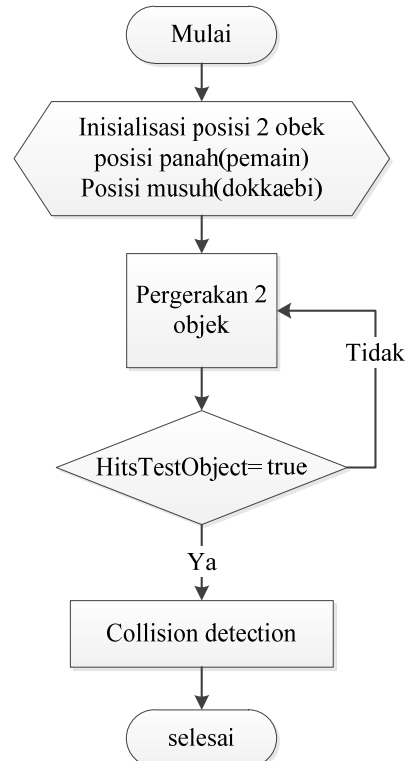 Mulai
Inisialisasi posisi 2 obek
posisi panah(pemain)
Posisi musuh(dokkaebi)
Pergerakan 2
objek
Tidak
HitsTestObject= true
Ya
Collision detection
selesai